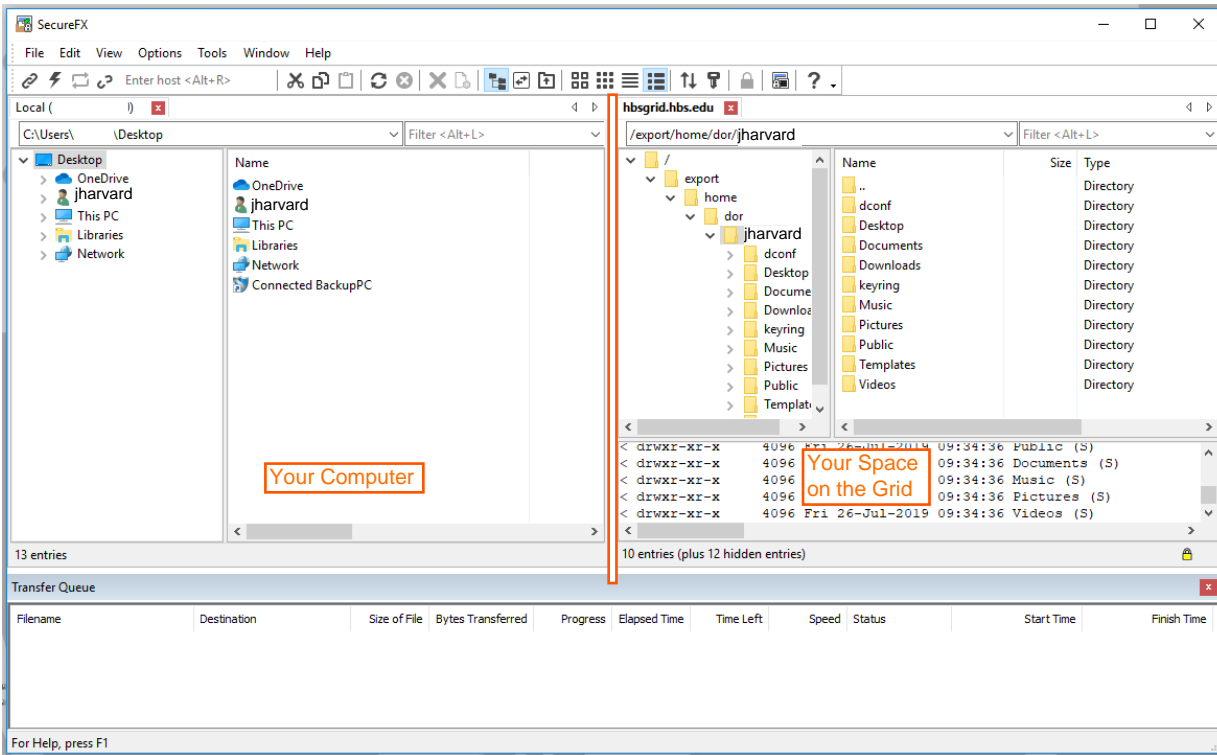 SecureFX
File Edit View Options Tools Window Help
Enter host <Alt+R>
Local ( l)
C:\Users\ \Desktop
Filter <Alt+L>
Desktop
OneDrive
jharvard
This PC
Libraries
Network
Name
OneDrive
jharvard
This PC
Libraries
Network
Connected BackupPC
Your Computer
13 entries
hbsgrid.hbs.edu
/export/home/dor/jharvard
Filter <Alt+L>
/
export
home
dor
jharvard
dconf
Desktop
Docume
Downloa
keyring
Music
Pictures
Public
Templat
Name Size Type
.. Directory
dconf Directory
Desktop Directory
Documents Directory
Downloads Directory
keyring Directory
Music Directory
Pictures Directory
Public Directory
Templates Directory
Videos Directory
< drwxr-xr-x 4096 Fri 26-Jul-2019 09:34:36 Public (S)
< drwxr-xr-x 4096 09:34:36 Documents (S)
< drwxr-xr-x 4096 09:34:36 Music (S)
< drwxr-xr-x 4096 09:34:36 Pictures (S)
< drwxr-xr-x 4096 Fri 26-Jul-2019 09:34:36 Videos (S)
Your Space
on the Grid
10 entries (plus 12 hidden entries)
Transfer Queue
Filename Destination Size of File Bytes Transferred Progress Elapsed Time Time Left Speed Status Start Time Finish Time
For Help, press F1